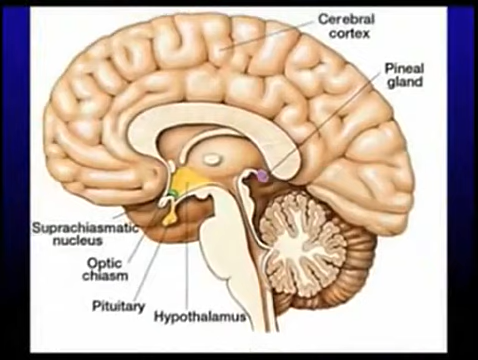 Cerebral
cortex
Pineal
gland
Suprachiasmatic
nucleus
Optic
chiasm
Pituitary
Hypothalamus